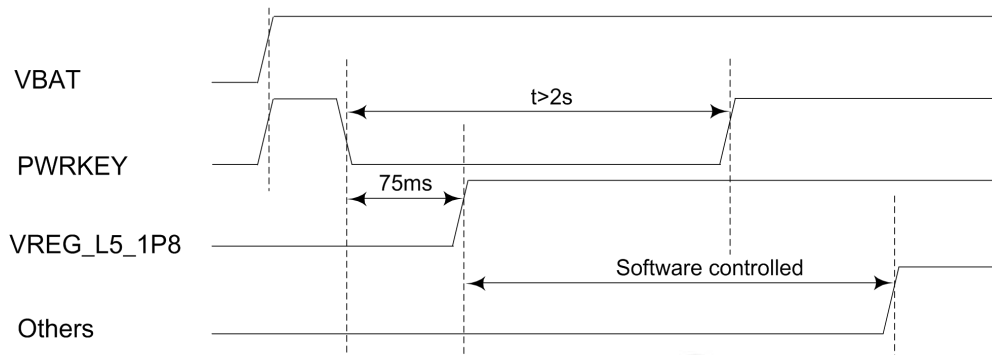 VBAT
t>2s
PWRKEY
75ms
VREG_L5_1P8
Software controlled
Others